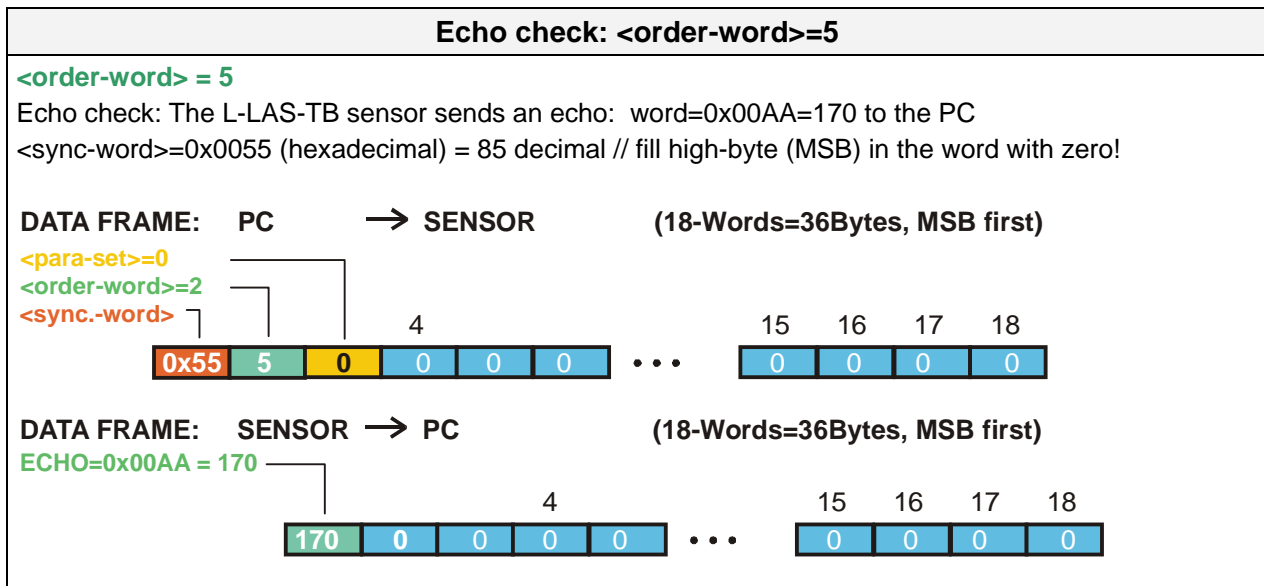 Echo check: <order-word>=5
<order-word> = 5
Echo check: The L-LAS-TB sensor sends an echo:  word=0x00AA=170 to the PC
<sync-word>=0x0055 (hexadecimal) = 85 decimal // fill high-byte (MSB) in the word with zero!
DATA FRAME: PC → SENSOR (18-Words=36Bytes, MSB first)
<para-set>=0
<order-word>=2
<sync.-word>
4 15 16 17 18
0x55 5 0 0 0 0 • • • 0 0 0 0
DATA FRAME: SENSOR → PC (18-Words=36Bytes, MSB first)
ECHO=0x00AA = 170
4 15 16 17 18
170 0 0 0 0 • • • 0 0 0 0